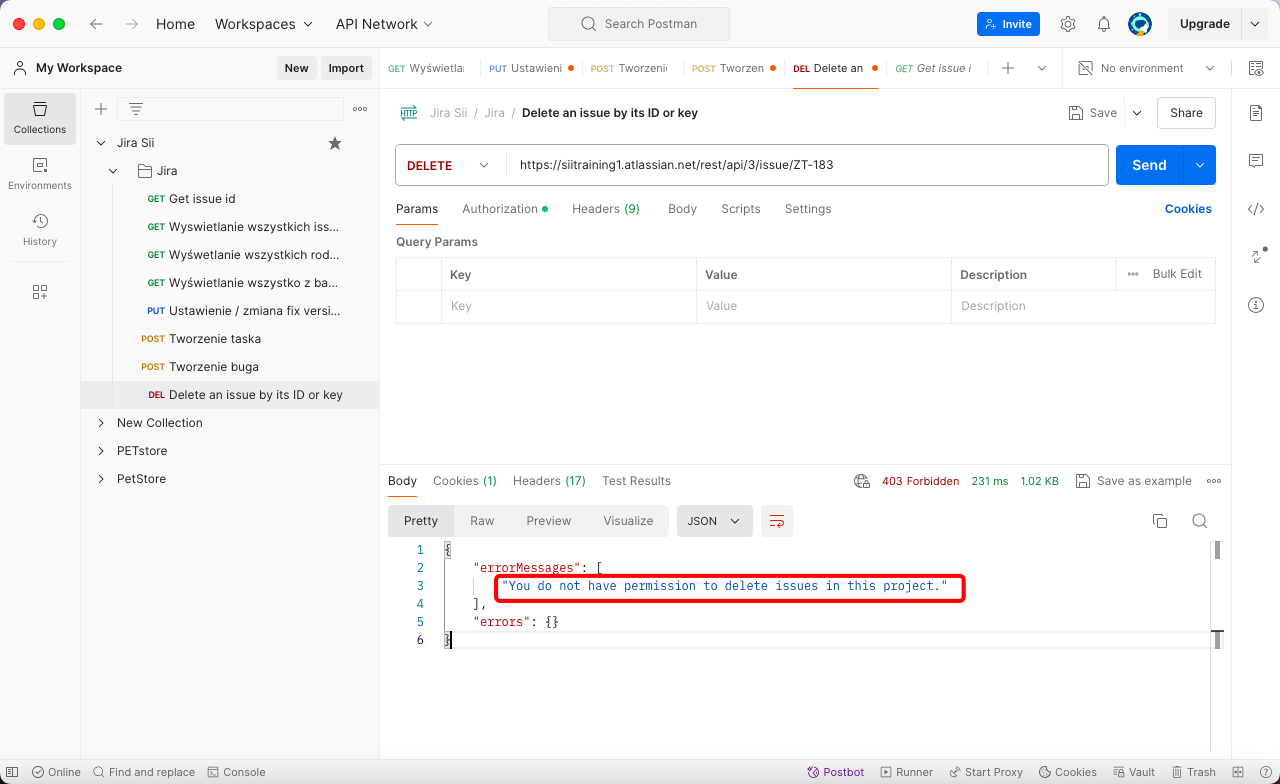 Home
Workspaces
API Network
Search Postman
Invite
Upgrade
My Workspace
New
Import
GET Wyświetla
PUT Ustawieni
POST Tworzeni
POST Tworzen
DEL Delete an
GET Get issue i
No environment
Collections
Environments
History
Jira Sii
Jira
GET Get issue id
GET Wyswietlanie wszystkich iss...
GET Wyśwetlanie wszystkich rod...
GET Wyświetlanie wszystko z ba...
PUT Ustawienie / zmiana fix versi...
POST Tworzenie taska
POST Tworzenie buga
DEL Delete an issue by its ID or key
New Collection
PETstore
PetStore
HTTP Jira Sii / Jira / Delete an issue by its ID or key
Save
Share
DELETE
https://siitraining1.atlassian.net/rest/api/3/issue/ZT-183
Send
Params
Authorization
Headers (9)
Body
Scripts
Settings
Cookies
Query Params
Key Value Description Bulk Edit
Key Value Description
Body
Cookies (1)
Headers (17)
Test Results
403 Forbidden
231 ms
1.02 KB
Save as example
Pretty
Raw
Preview
Visualize
JSON
1 {
2 "errorMessages": [
3 "You do not have permission to delete issues in this project."
4 ],
5 "errors": {}
6 }
Online
Find and replace
Console
Postbot
Runner
Start Proxy
Cookies
Vault
Trash